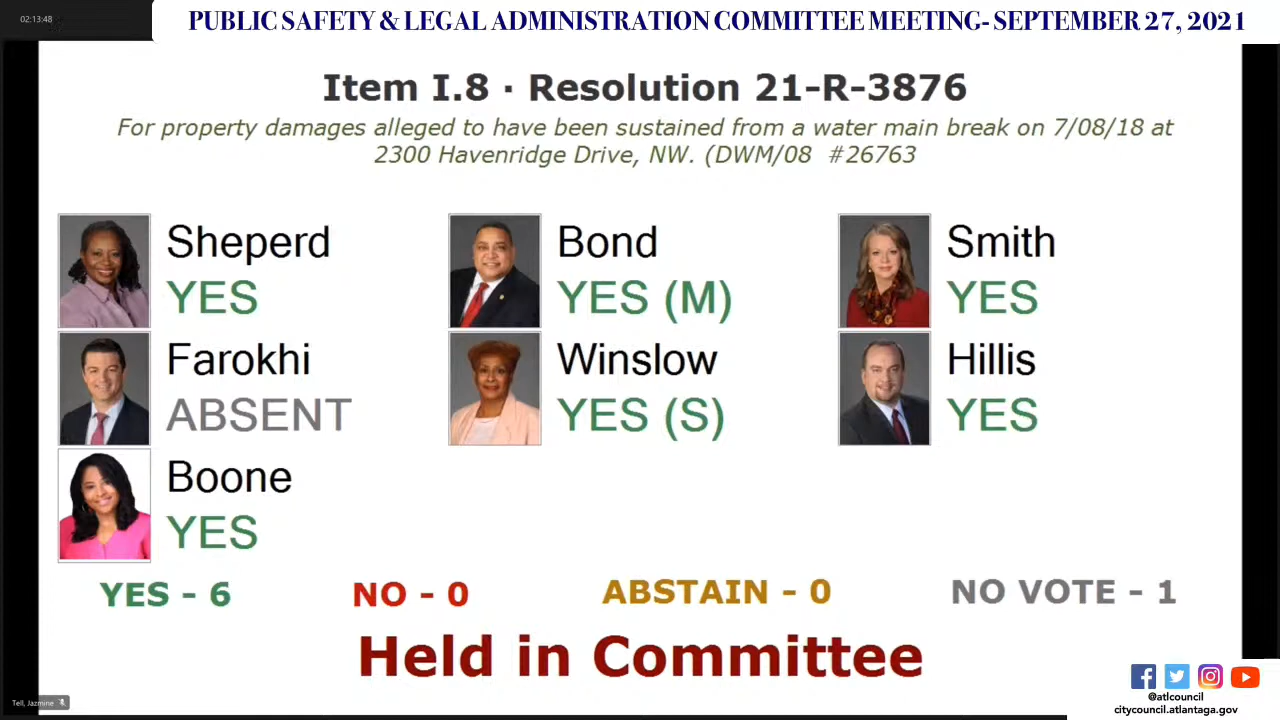 02:13:48
PUBLIC SAFETY & LEGAL ADMINISTRATION COMMITTEE MEETING- SEPTEMBER 27, 2021
Item I.8 · Resolution 21-R-3876
For property damages alleged to have been sustained from a water main break on 7/08/18 at
2300 Havenridge Drive, NW. (DWM/08 #26763
Sheperd
YES
Bond
YES (M)
Smith
YES
Farokhi
ABSENT
Winslow
YES (S)
Hillis
YES
Boone
YES
YES - 6
NO - 0
ABSTAIN - 0
NO VOTE - 1
Held in Committee
Tell, Jazmine
@atlcouncil
citycouncil.atlantaga.gov